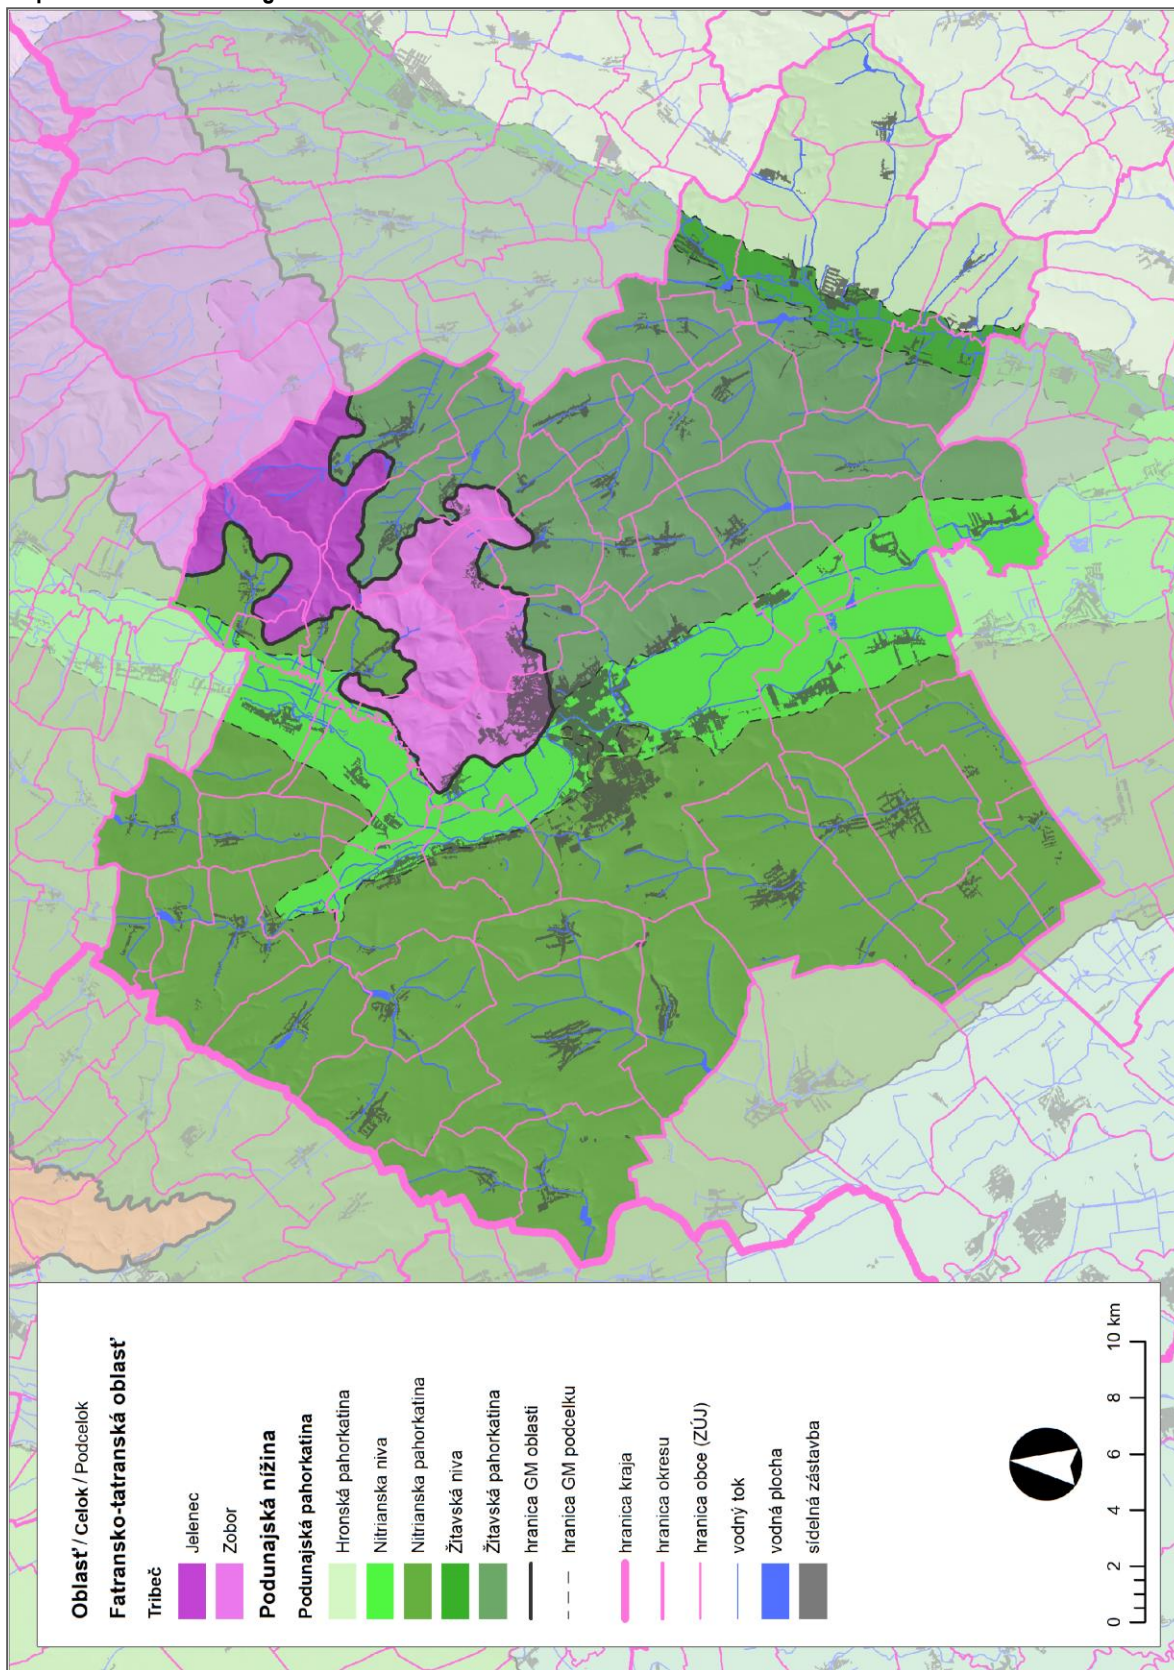 Oblasť / Celok / Podcelok
Fatransko-tatranská oblasť
Tribeč
Jelenec
Zobor
Podunajská nížina
Podunajská pahorkatina
Hronská pahorkatina
Nitrianska niva
Nitrianska pahorkatina
Žitavská niva
Žitavská pahorkatina
hranica GM oblasti
hranica GM podcelku
hranica kraja
hranica okresu
hranica obce (ZÚJ)
vodný tok
vodná plocha
sídelná zástavba
0 2 4 6 8 10 km